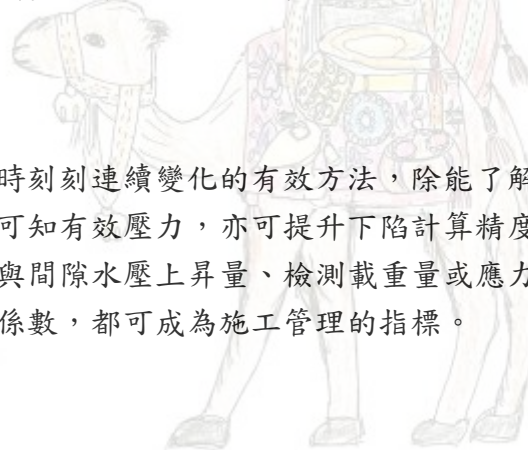 時刻刻連續變化的有效方法，除能了解
可知有效壓力，亦可提升下陷計算精度
與間隙水壓上昇量、檢測載重量或應力
係數，都可成為施工管理的指標。